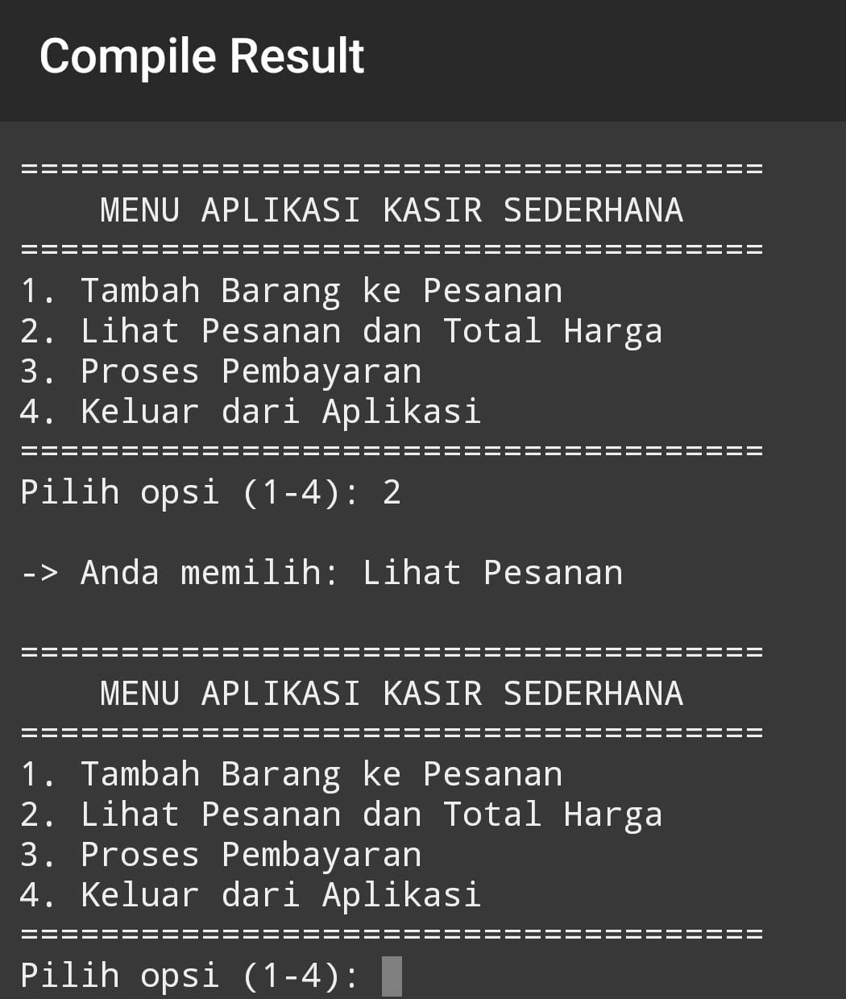 Compile Result
=====================================
    MENU APLIKASI KASIR SEDERHANA
=====================================
1. Tambah Barang ke Pesanan
2. Lihat Pesanan dan Total Harga
3. Proses Pembayaran
4. Keluar dari Aplikasi
=====================================
Pilih opsi (1-4): 2
-> Anda memilih: Lihat Pesanan
=====================================
    MENU APLIKASI KASIR SEDERHANA
=====================================
1. Tambah Barang ke Pesanan
2. Lihat Pesanan dan Total Harga
3. Proses Pembayaran
4. Keluar dari Aplikasi
=====================================
Pilih opsi (1-4):